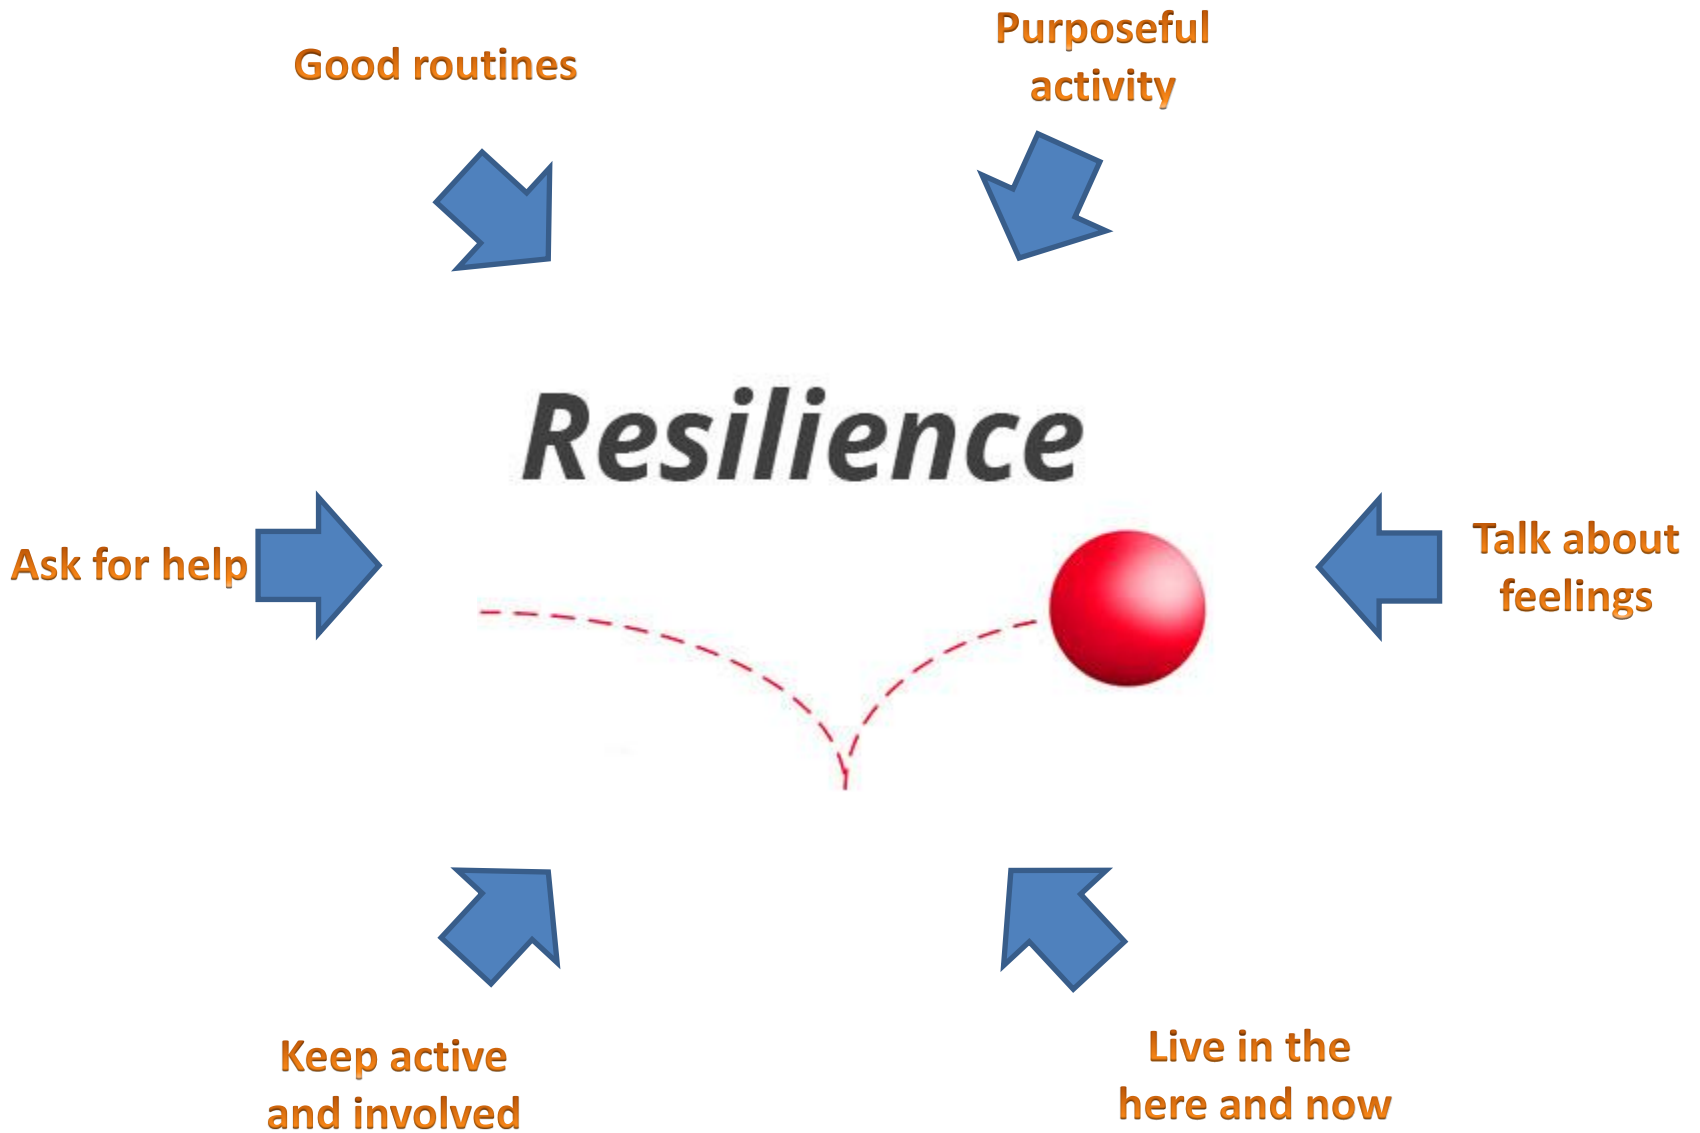 Good routines
Purposeful
activity
Resilience
Ask for help
Talk about
feelings
Keep active
and involved
Live in the
here and now